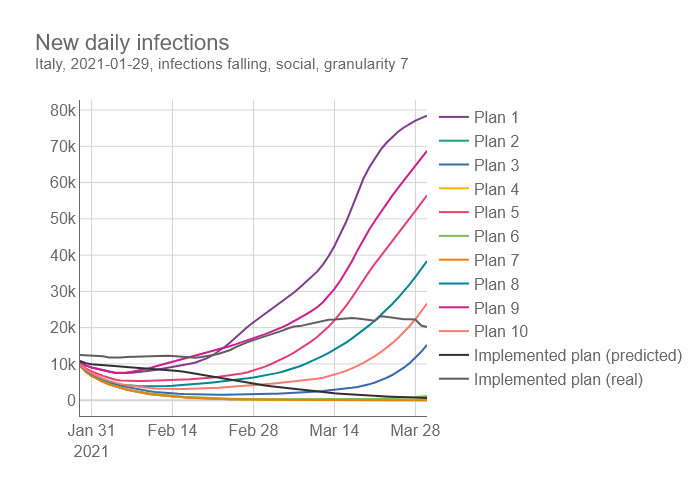 New daily infections
Italy, 2021-01-29, infections falling, social, granularity 7
80k
70k
60k
50k
40k
30k
20k
10k
0
Jan 31
2021
Feb 14
Feb 28
Mar 14
Mar 28
Plan 1
Plan 2
Plan 3
Plan 4
Plan 5
Plan 6
Plan 7
Plan 8
Plan 9
Plan 10
Implemented plan (predicted)
Implemented plan (real)